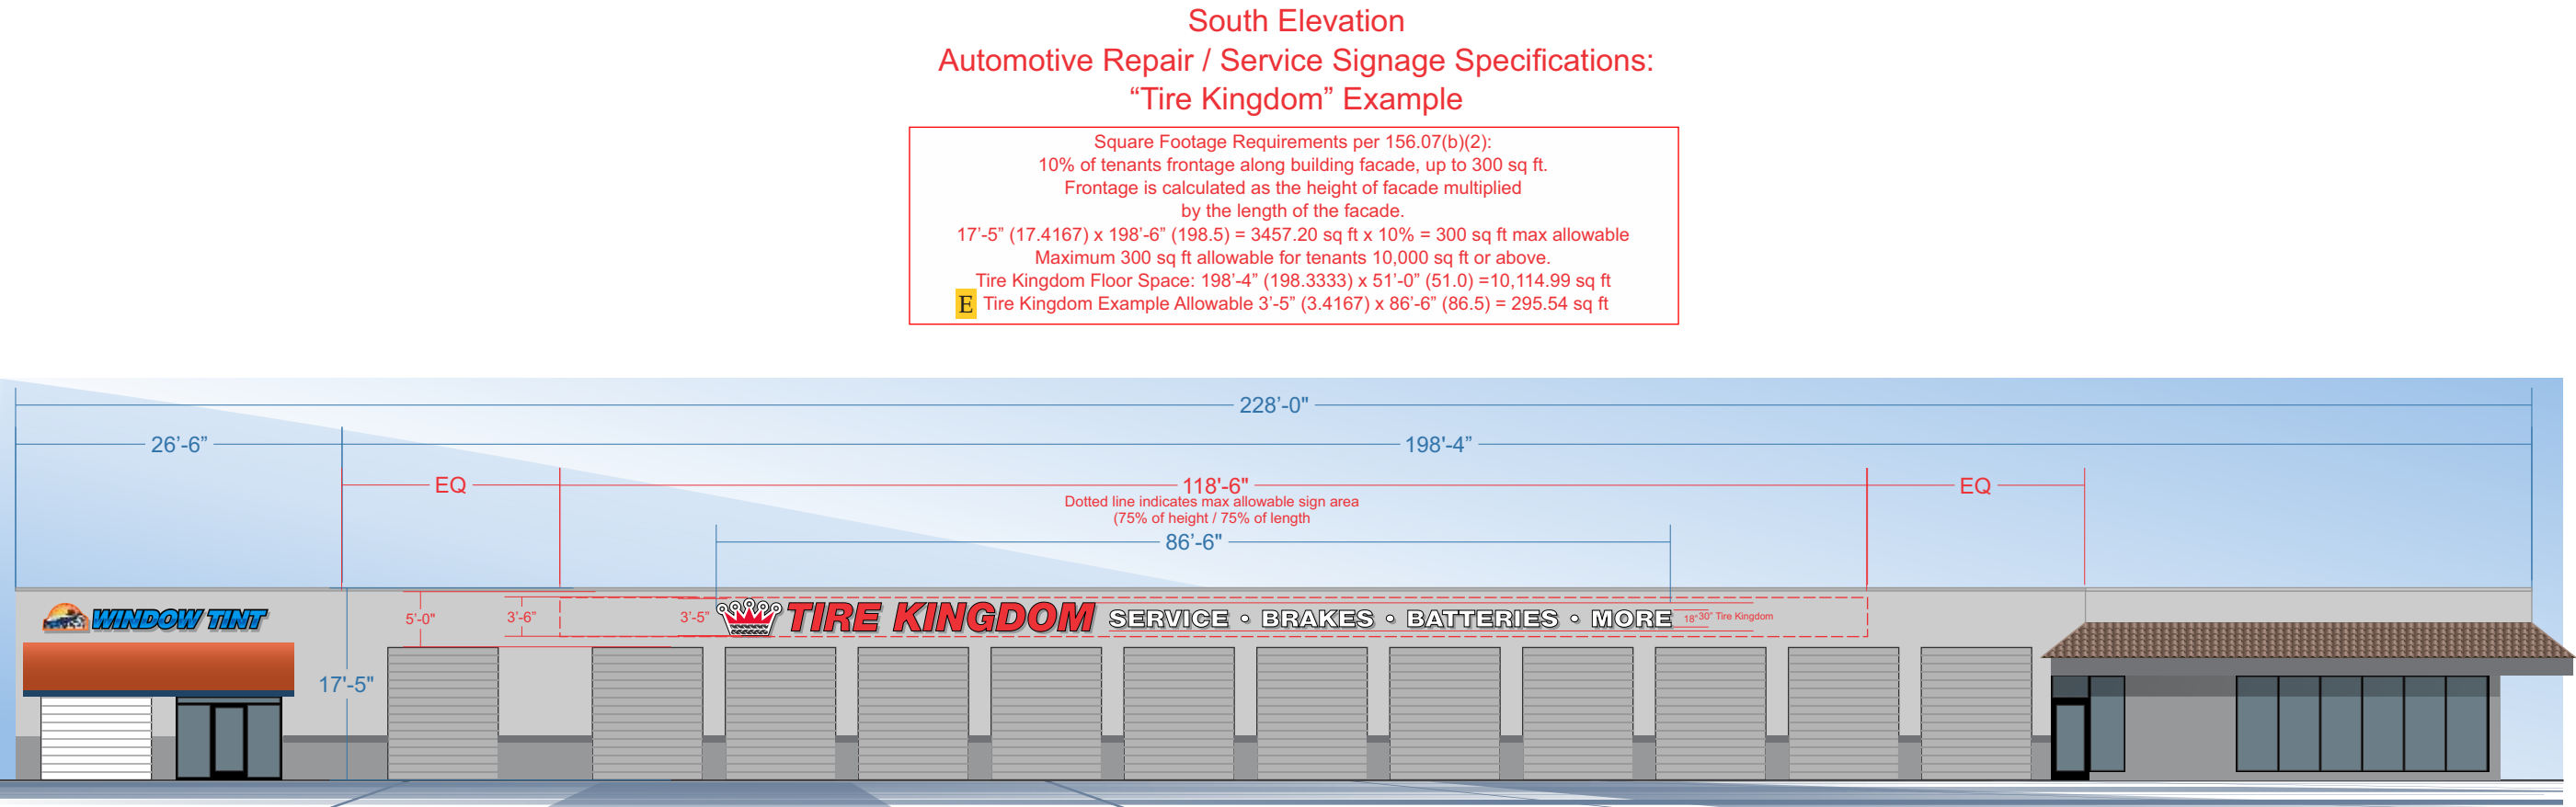 South Elevation
Automotive Repair / Service Signage Specifications:
“Tire Kingdom” Example
Square Footage Requirements per 156.07(b)(2):
10% of tenants frontage along building facade, up to 300 sq ft.
Frontage is calculated as the height of facade multiplied
by the length of the facade.
17’-5” (17.4167) x 198’-6” (198.5) = 3457.20 sq ft x 10% = 300 sq ft max allowable
Maximum 300 sq ft allowable for tenants 10,000 sq ft or above.
Tire Kingdom Floor Space: 198’-4” (198.3333) x 51’-0” (51.0) =10,114.99 sq ft
E Tire Kingdom Example Allowable 3’-5” (3.4167) x 86’-6” (86.5) = 295.54 sq ft
228’-0"
26’-6” 198'-4”
EQ 118'-6" EQ
Dotted line indicates max allowable sign area
(75% of height / 75% of length
86’-6"
WINDOW TINT 5’-0” 3’-6” 3’-5” TIRE KINGDOM SERVICE • BRAKES • BATTERIES • MORE 18" 30” Tire Kingdom
17'-5"